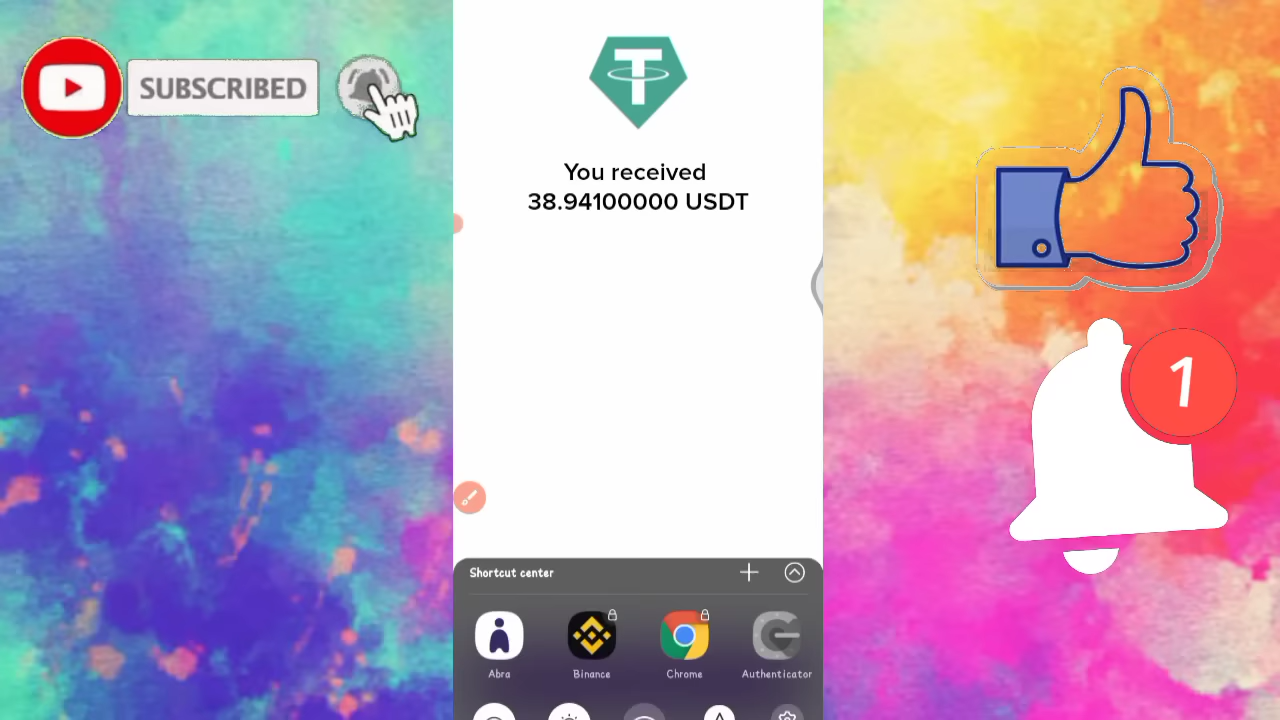 SUBSCRIBED
You received
38.94100000 USDT
1
Shortcut center
Abra
Binance
Chrome
Authenticator